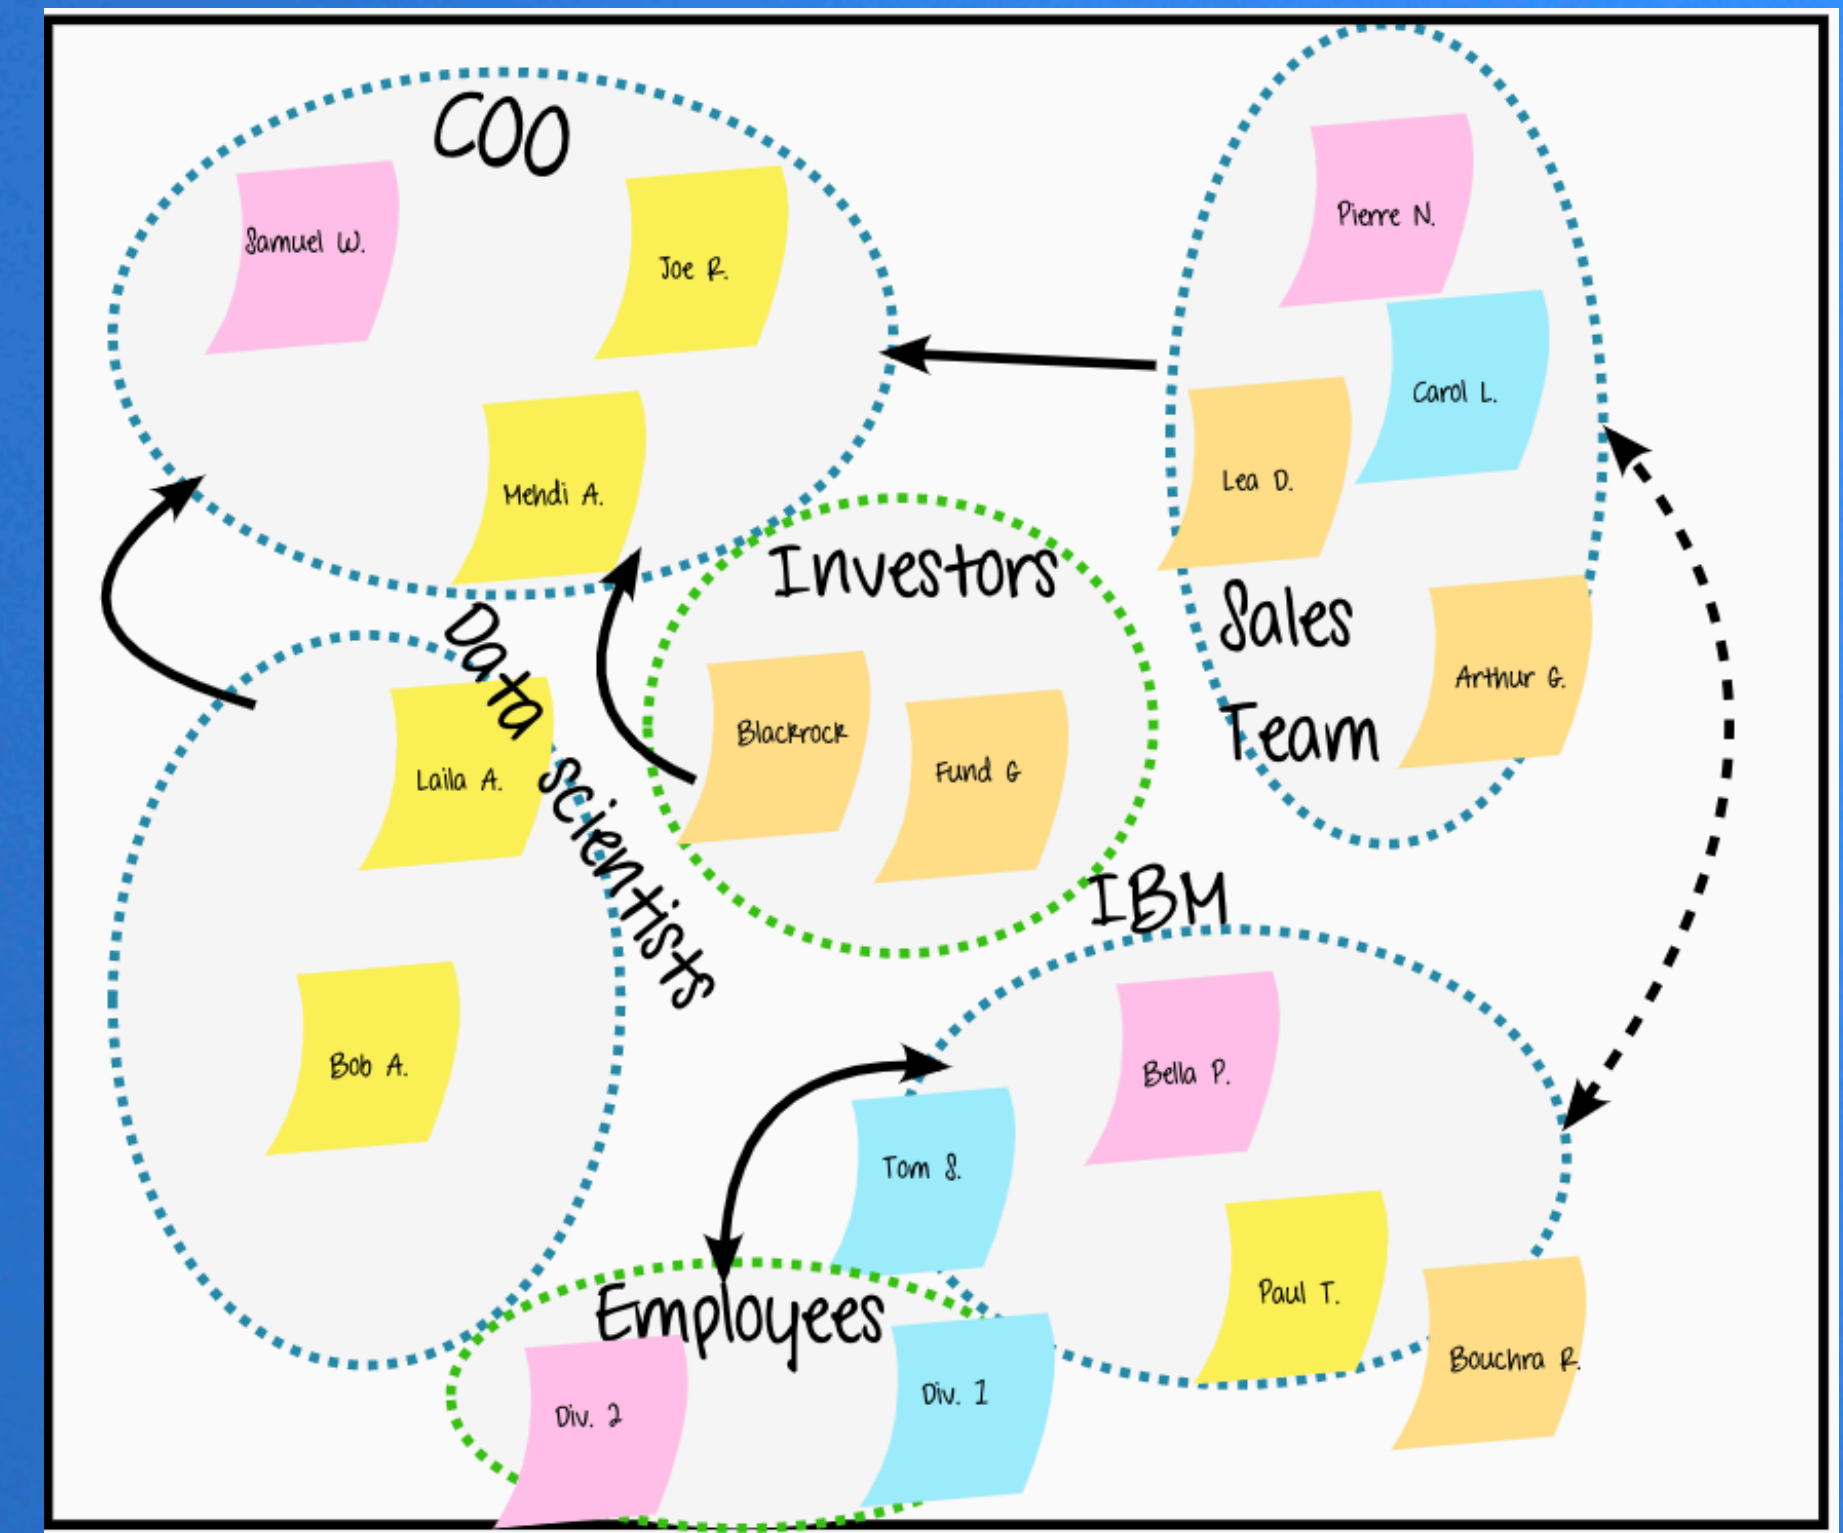 COO
Samuel W.
Joe R.
Mehdi A.
Pierre N.
Carol L.
Lea D.
Sales
Team
Arthur G.
Investors
Blackrock
Fund G
Data scientists
Laila A.
Bob A.
IBM
Bella P.
Tom S.
Paul T.
Bouchra R.
Employees
Div. 2
Div. 1